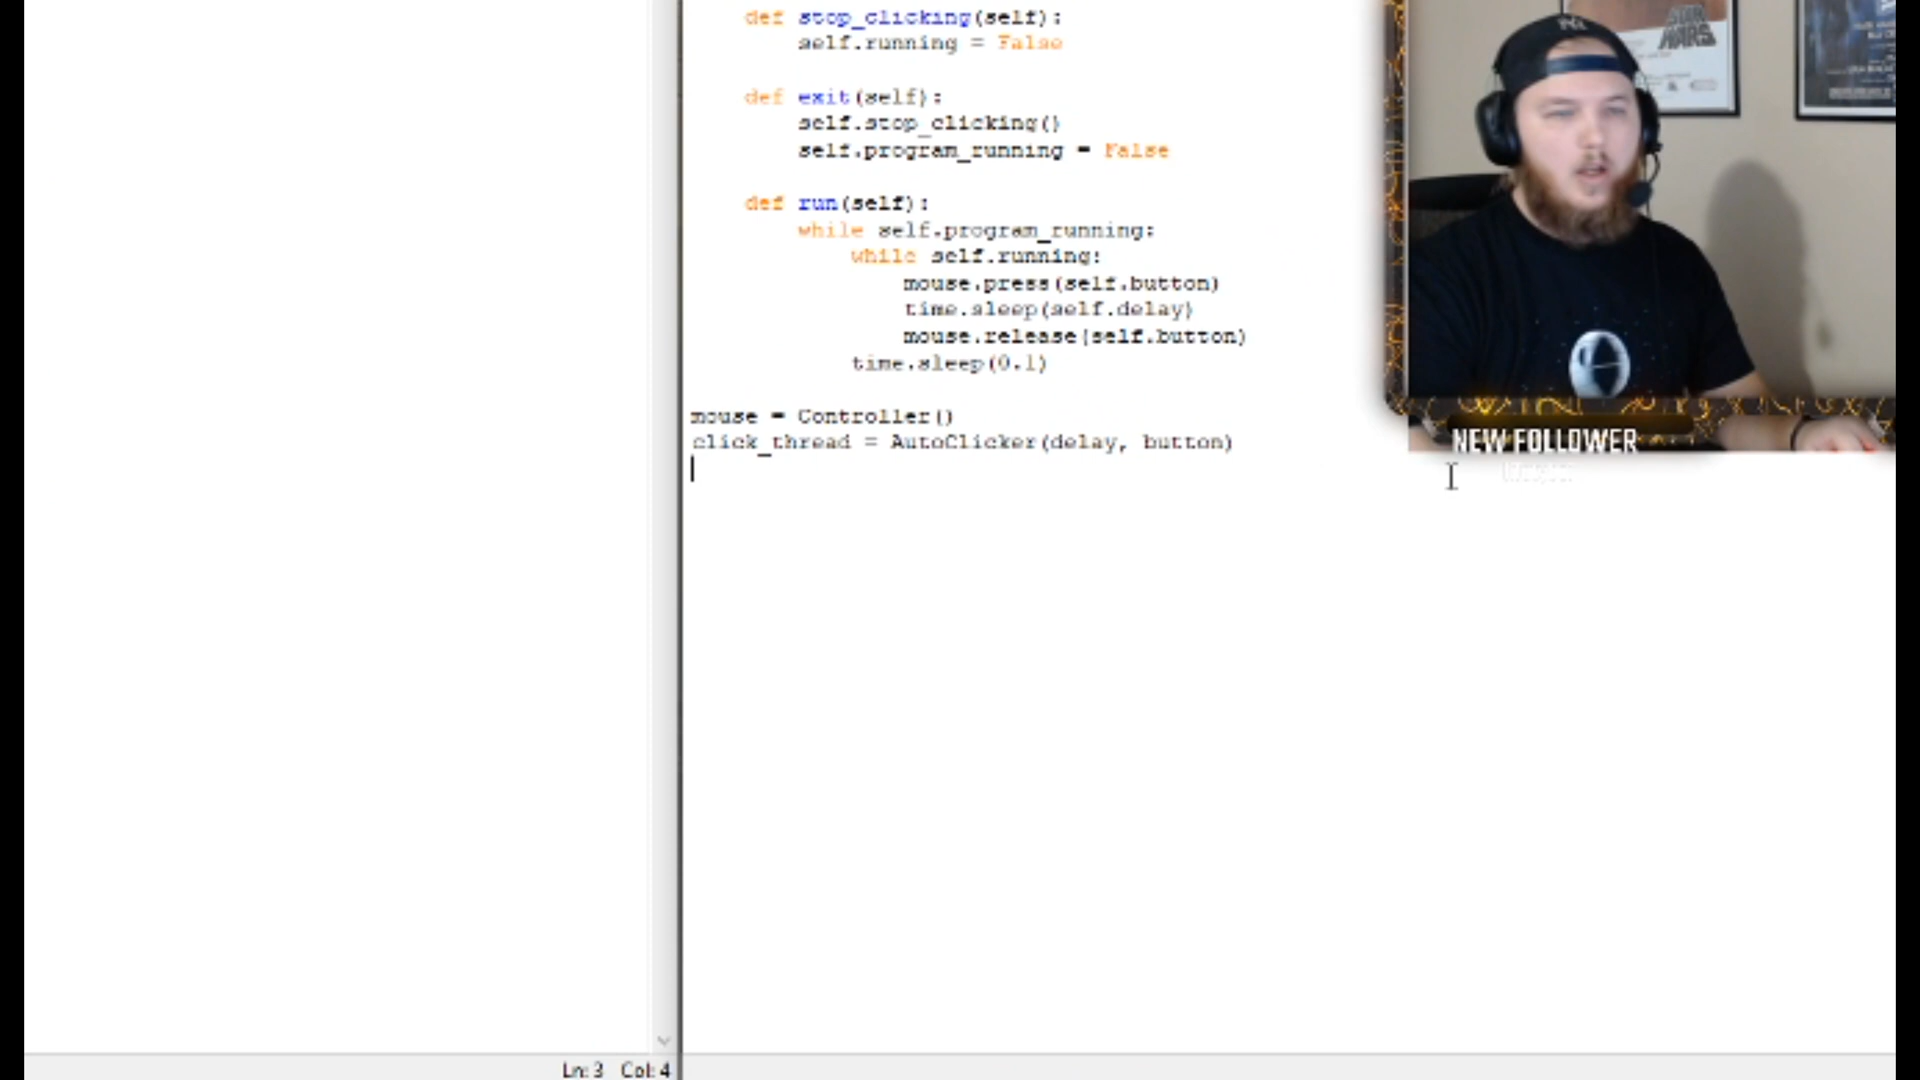 def stop_clicking(self):
self.running = False
def exit(self):
self.stop_clicking()
self.program_running = False
def run(self):
while self.program_running:
while self.running:
mouse.press(self.button)
time.sleep(self.delay)
mouse.release(self.button)
time.sleep(0.1)
mouse = Controller()
click_thread = AutoClicker(delay, button)
Ln: 3 Col: 4
STAR
WARS
NEW FOLLOWER